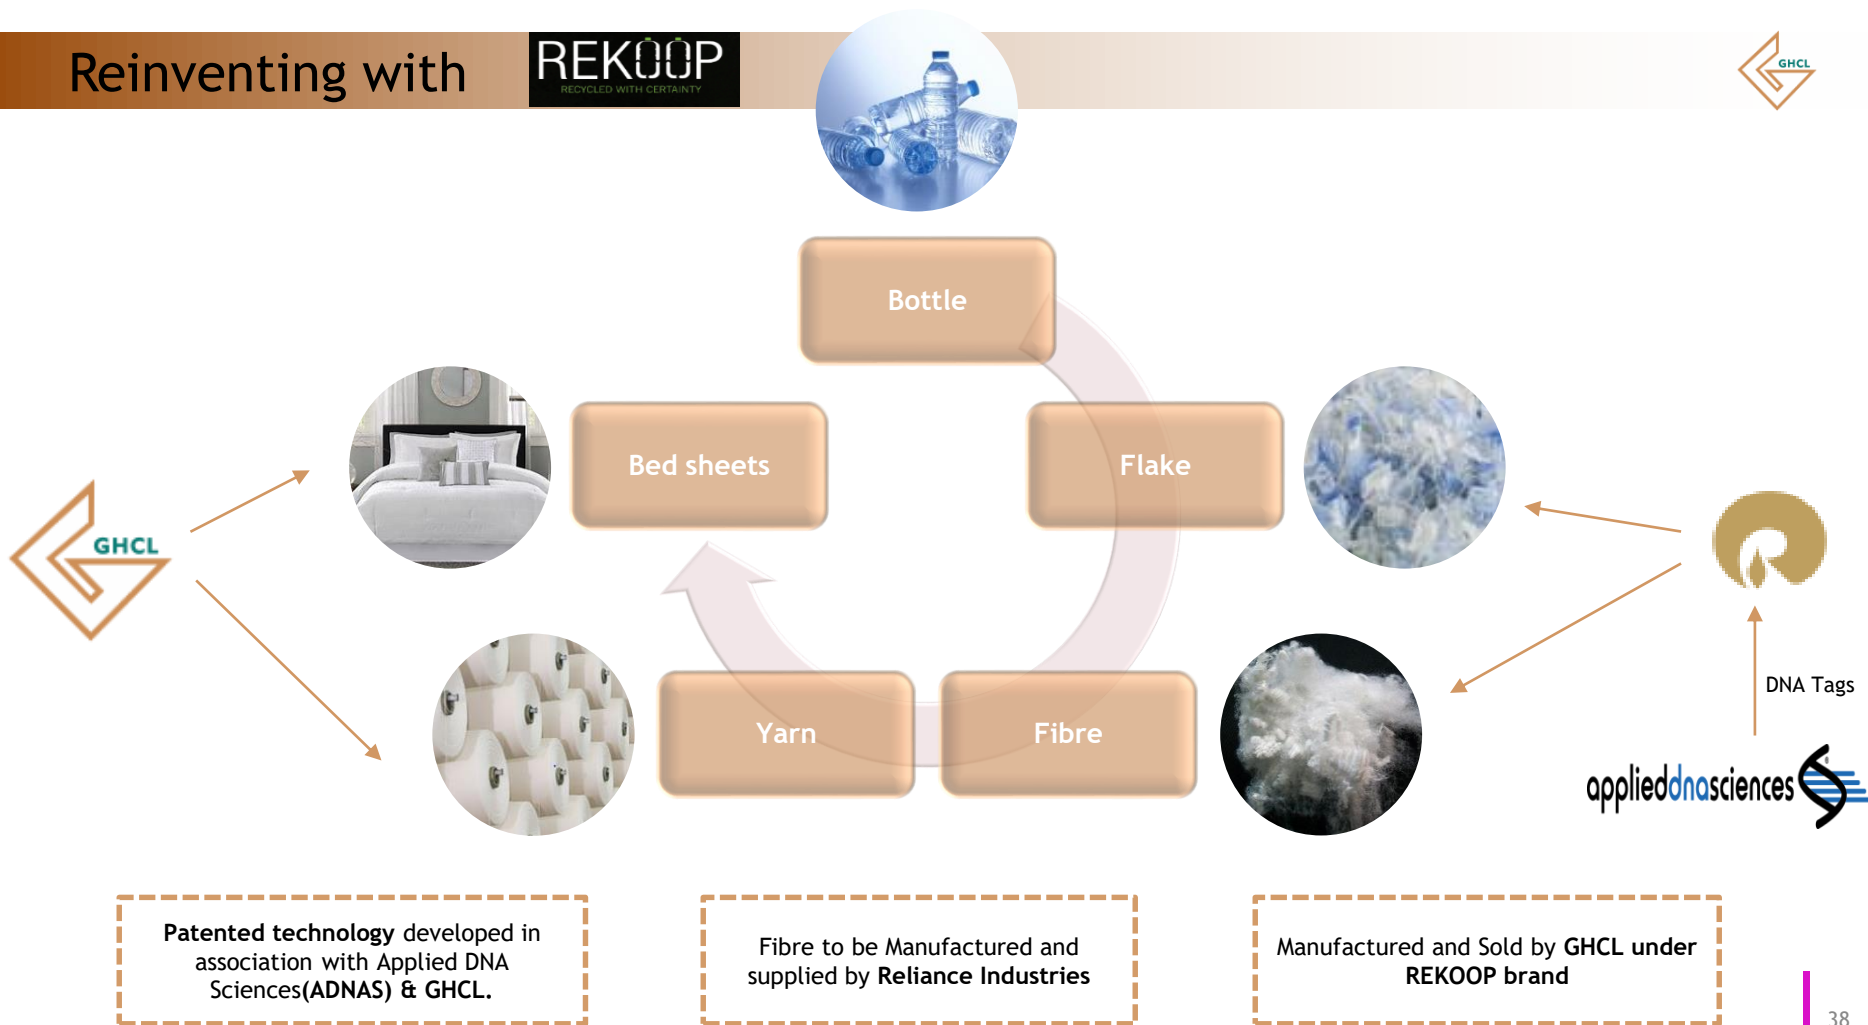 Reinventing with
REKOOP
RECYCLED WITH CERTAINTY
GHCL
Bottle
Bed sheets
Flake
GHCL
Yarn
Fibre
DNA Tags
applieddnasciences
Patented technology developed in
association with Applied DNA
Sciences(ADNAS) & GHCL.
Fibre to be Manufactured and
supplied by Reliance Industries
Manufactured and Sold by GHCL under
REKOOP brand
38